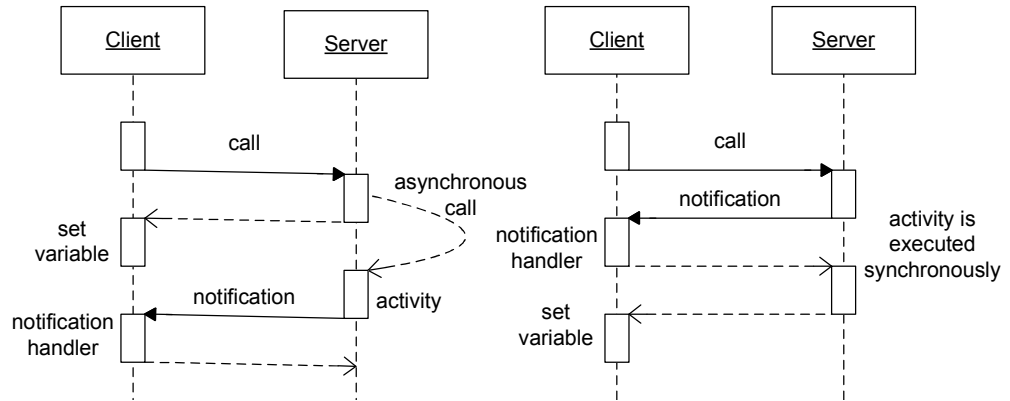 Client
Server
call
asynchronous
call
set
variable
notification
activity
notification
handler
Client
Server
call
notification
notification
handler
activity is
executed
synchronously
set
variable